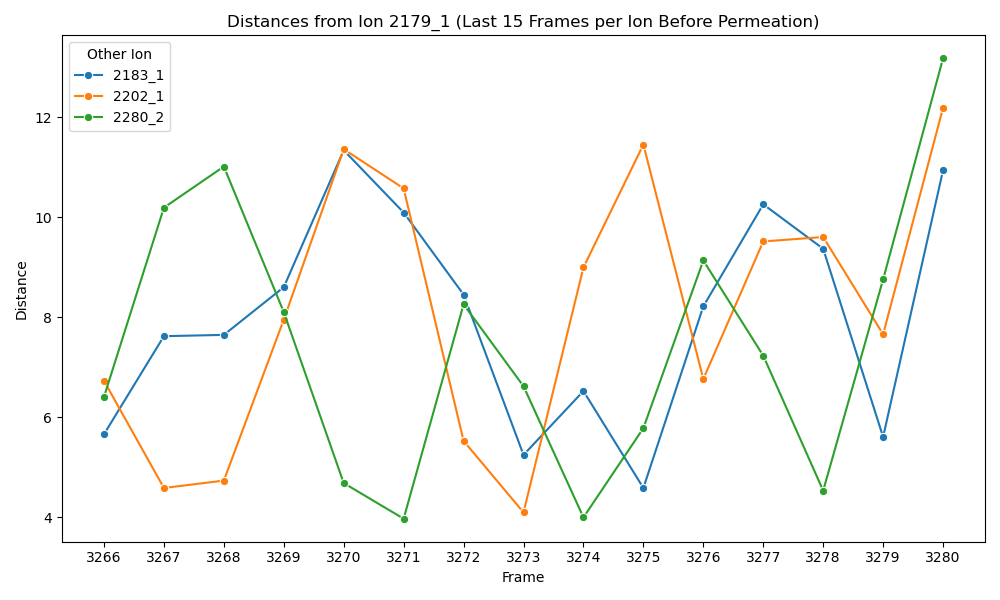 Distances from Ion 2179_1 (Last 15 Frames per Ion Before Permeation)
Other Ion
2183_1
2202_1
2280_2
12
10
8
6
4
Distance
3266 3267 3268 3269 3270 3271 3272 3273 3274 3275 3276 3277 3278 3279 3280
Frame